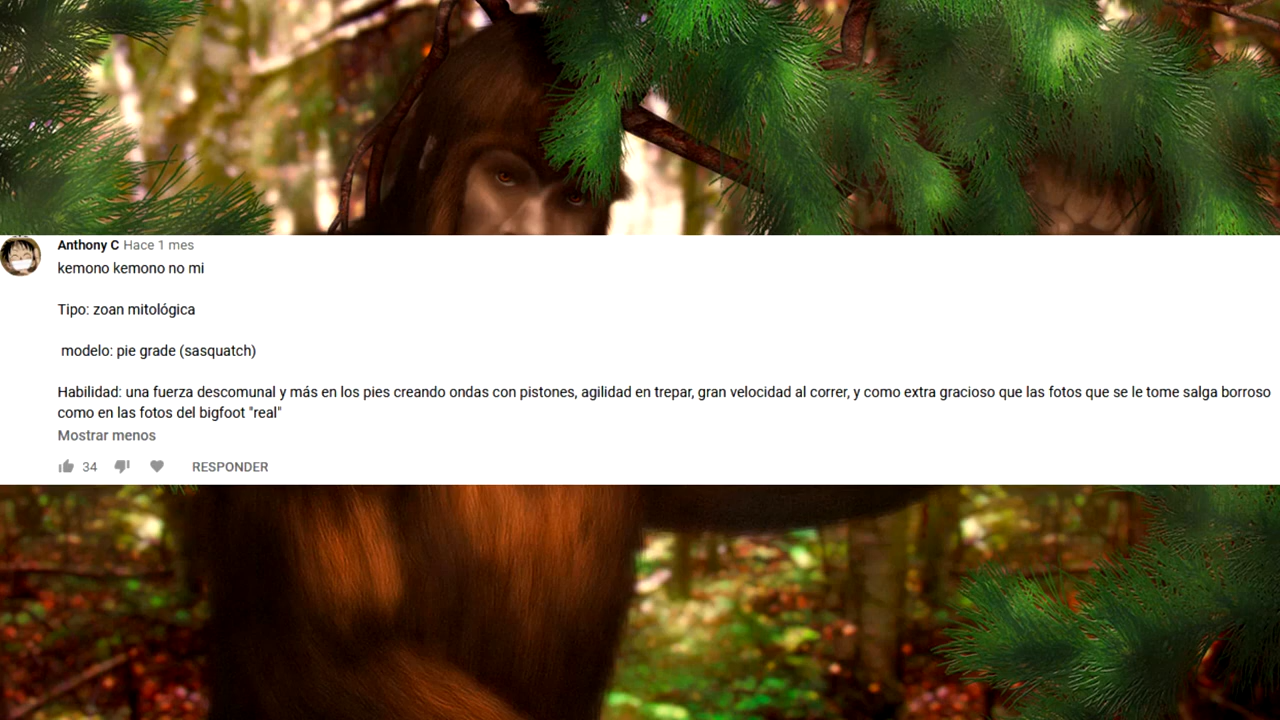 Anthony C Hace 1 mes
kemono kemono no mi
Tipo: zoan mitológica
modelo: pie grade (sasquatch)
Habilidad: una fuerza descomunal y más en los pies creando ondas con pistones, agilidad en trepar, gran velocidad al correr, y como extra gracioso que las fotos que se le tome salga borroso
como en las fotos del bigfoot "real"
Mostrar menos
34 RESPONDER